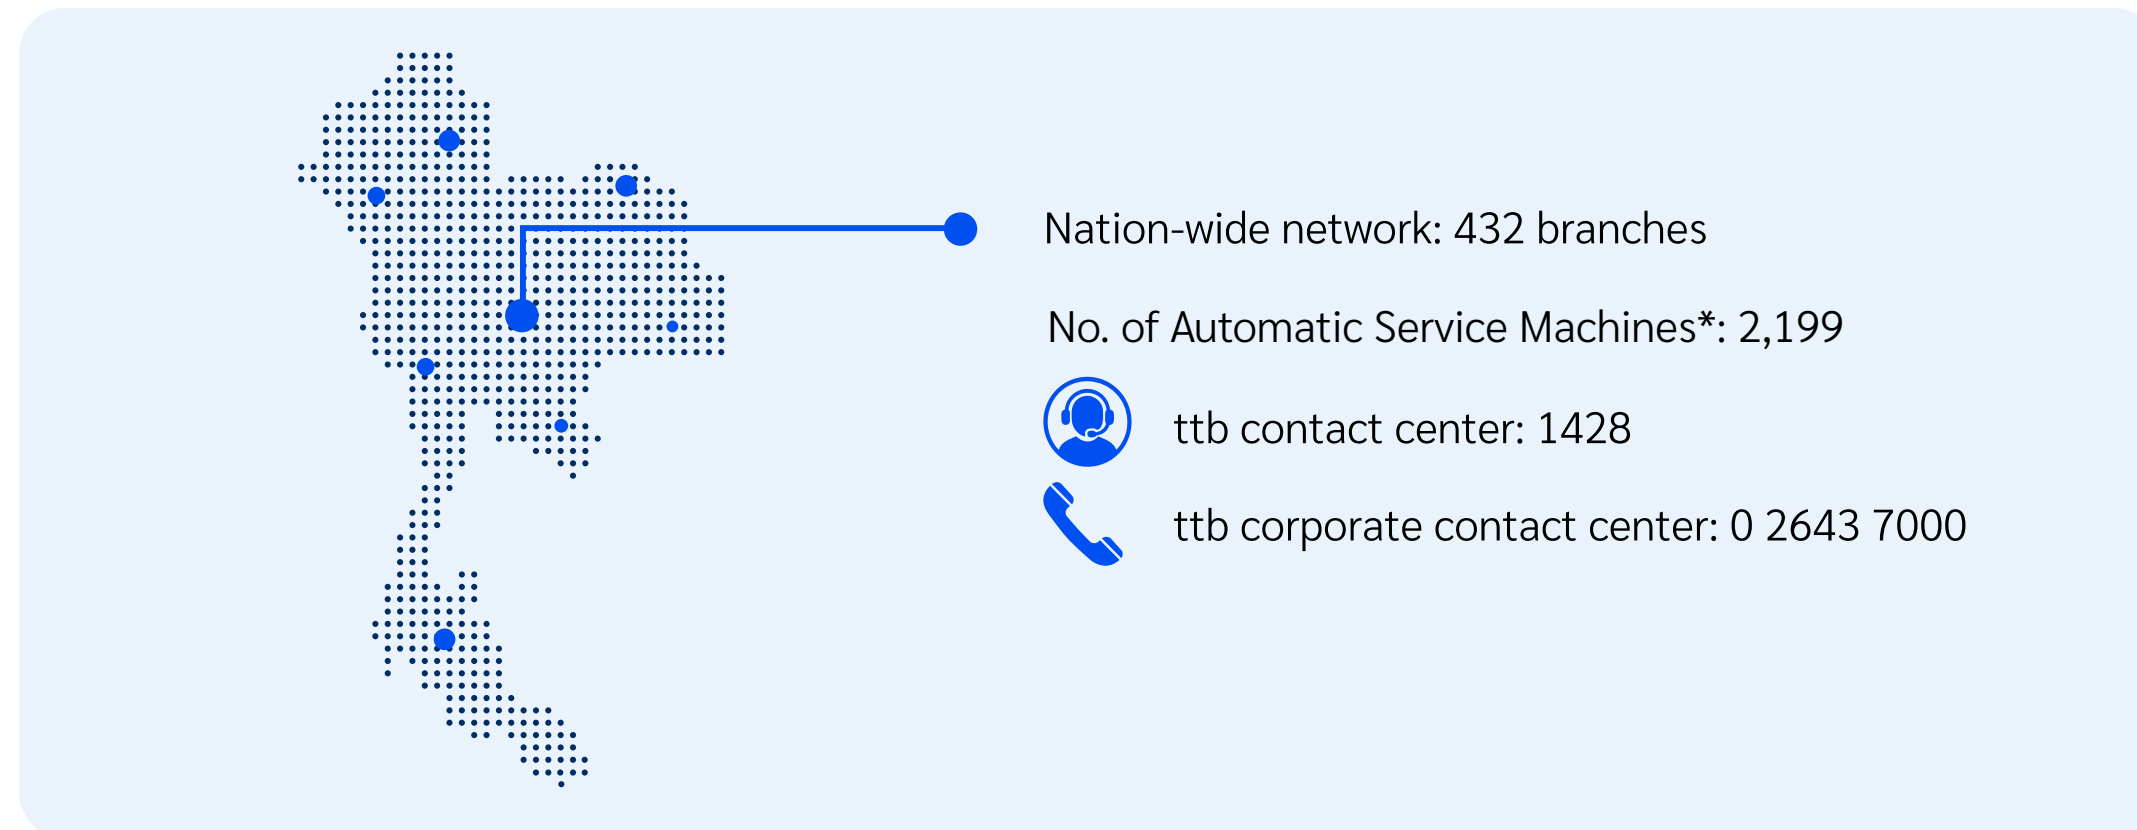 Nation-wide network: 432 branches
No. of Automatic Service Machines*: 2,199
ttb contact center: 1428
ttb corporate contact center: 0 2643 7000